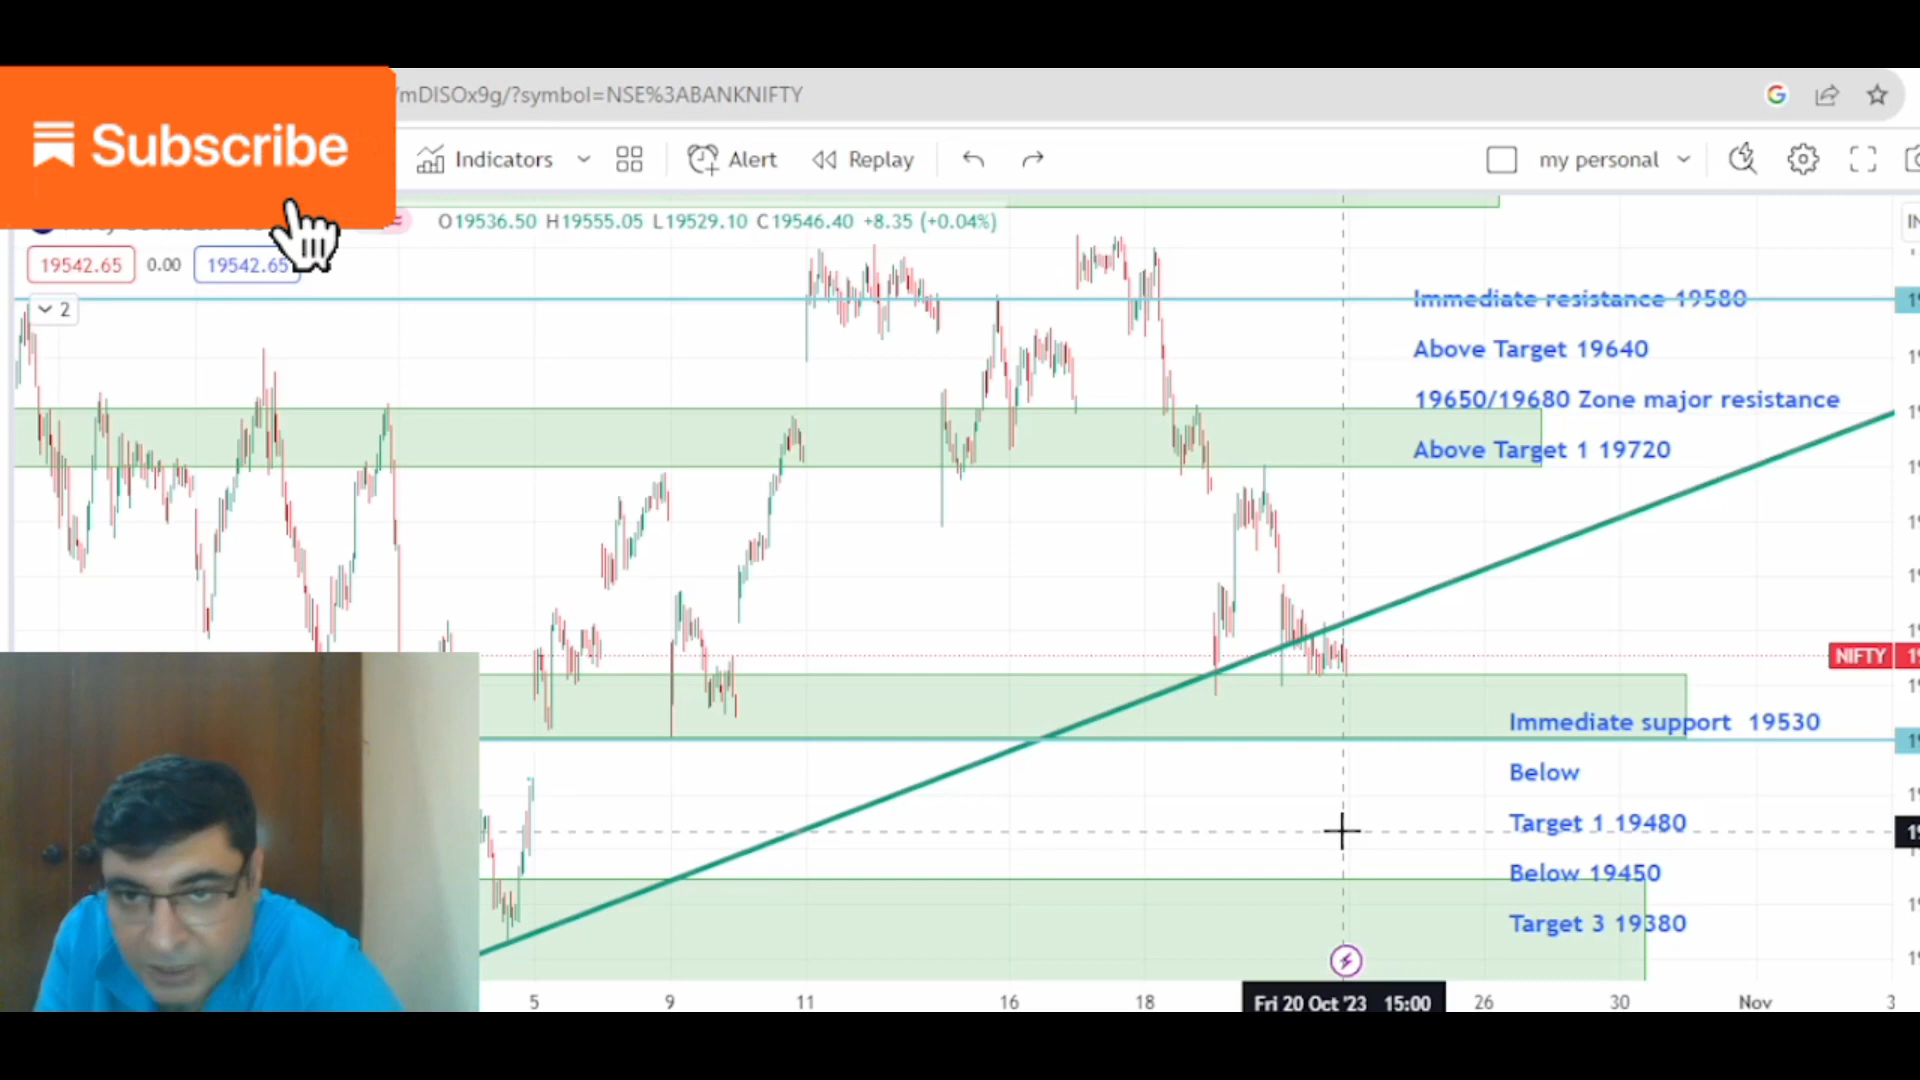 /mDISOx9g/?symbol=NSE%3ABANKNIFTY
Subscribe
Indicators
Alert
Replay
my personal
O19536.50 H19555.05 L19529.10 C19546.40 +8.35 (+0.04%)
19542.65
0.00
19542.65
2
Immediate resistance 19580
Above Target 19640
19650/19680 Zone major resistance
Above Target 1 19720
NIFTY
Immediate support 19530
Below
Target 1 19480
Below 19450
Target 3 19380
5 9 11 16 18 Fri 20 Oct '23 15:00 26 30 Nov 3